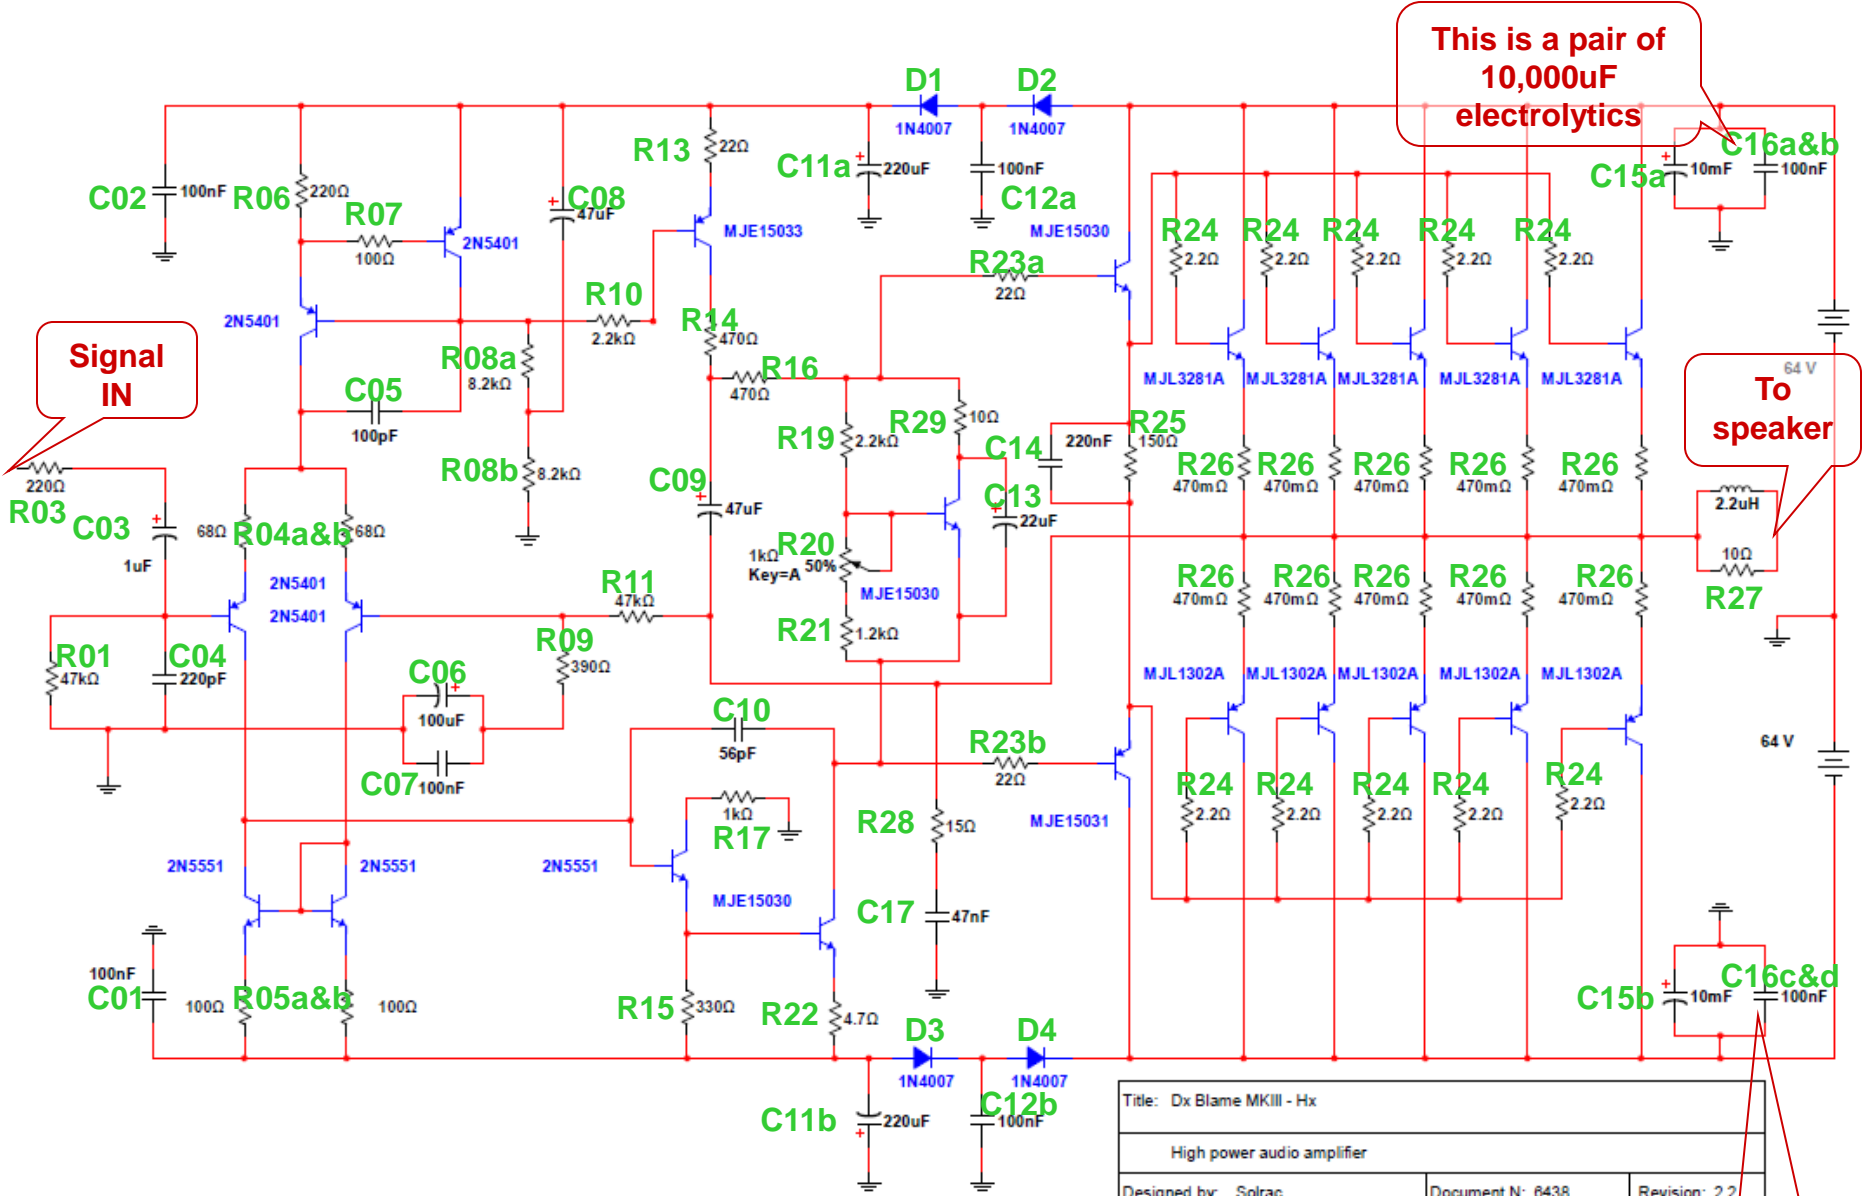 This is a pair of
10,000uF
electrolytics
D1
D2
1N4007
1N4007
R13
22Ω
C11a
220uF
100nF
C12a
C16a&b
C15a
10mF
100nF
C02
100nF
R06
220Ω
R07
100Ω
2N5401
C08
47uF
MJE15033
MJE15030
R24
R24
R24
R24
R24
2.2Ω
2.2Ω
2.2Ω
2.2Ω
2.2Ω
R23a
22Ω
2N5401
R10
2.2kΩ
R14
470Ω
Signal
IN
R08a
8.2kΩ
R16
470Ω
MJL3281A
MJL3281A
MJL3281A
MJL3281A
MJL3281A
64 V
To
speaker
C05
100pF
R19
2.2kΩ
R29
10Ω
C14
220nF
R25
150Ω
R03
220Ω
R08b
8.2kΩ
C09
47uF
C13
22uF
R26
R26
R26
R26
R26
470mΩ
470mΩ
470mΩ
470mΩ
470mΩ
2.2uH
C03
1uF
68Ω
R04a&b
68Ω
1kΩ
Key=A
R20
50%
10Ω
R27
2N5401
2N5401
R11
47kΩ
MJE15030
R26
R26
R26
R26
R26
470mΩ
470mΩ
470mΩ
470mΩ
470mΩ
R01
47kΩ
C04
220pF
R09
390Ω
R21
1.2kΩ
C06
100uF
C07
100nF
C10
56pF
MJL1302A
MJL1302A
MJL1302A
MJL1302A
MJL1302A
64 V
R23b
22Ω
R24
R24
R24
R24
R24
2.2Ω
2.2Ω
2.2Ω
2.2Ω
2.2Ω
1kΩ
R17
R28
15Ω
MJE15031
2N5551
2N5551
2N5551
MJE15030
C17
47nF
100nF
C01
100Ω
R05a&b
100Ω
R15
330Ω
R22
4.7Ω
C15b
10mF
C16c&d
100nF
D3
D4
1N4007
1N4007
C11b
220uF
C12b
100nF
Title: Dx Blame MKIII - Hx
High power audio amplifier
Designed by: Solrac
Document N: 6438
Revision: 2.2